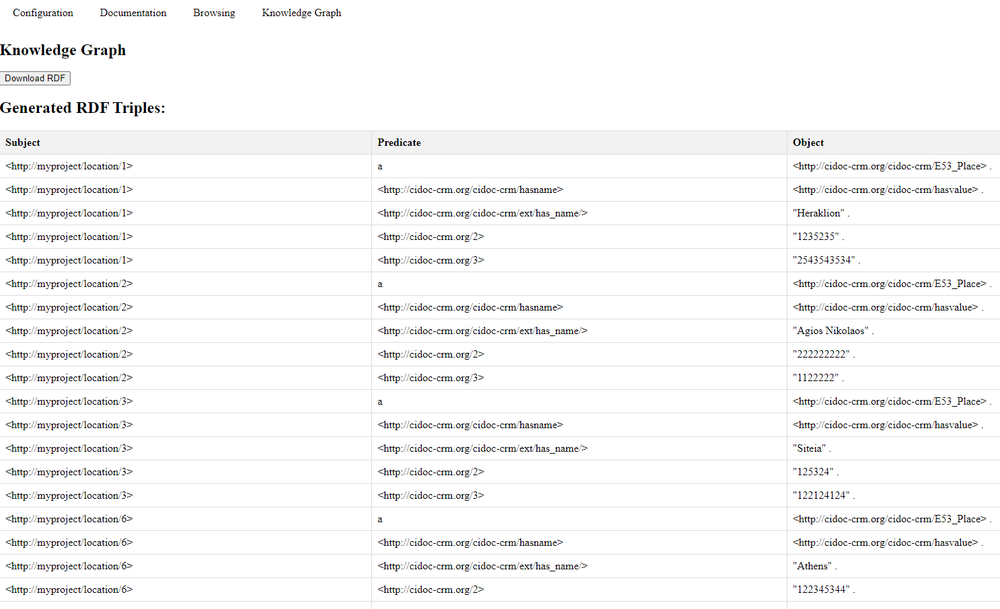 Configuration Documentation Browsing Knowledge Graph
Knowledge Graph
Download RDF
Generated RDF Triples:
Subject Predicate Object
<http://myproject/location/1> a <http://cidoc-crm.org/cidoc-crm/E53_Place> .
<http://myproject/location/1> <http://cidoc-crm.org/cidoc-crm/hasname> <http://cidoc-crm.org/cidoc-crm/hasvalue> .
<http://myproject/location/1> <http://cidoc-crm.org/cidoc-crm/ext/has_name/> "Heraklion" .
<http://myproject/location/1> <http://cidoc-crm.org/2> "1235235" .
<http://myproject/location/1> <http://cidoc-crm.org/3> "2543543534" .
<http://myproject/location/2> a <http://cidoc-crm.org/cidoc-crm/E53_Place> .
<http://myproject/location/2> <http://cidoc-crm.org/cidoc-crm/hasname> <http://cidoc-crm.org/cidoc-crm/hasvalue> .
<http://myproject/location/2> <http://cidoc-crm.org/cidoc-crm/ext/has_name/> "Agios Nikolaos" .
<http://myproject/location/2> <http://cidoc-crm.org/2> "222222222" .
<http://myproject/location/2> <http://cidoc-crm.org/3> "1122222" .
<http://myproject/location/3> a <http://cidoc-crm.org/cidoc-crm/E53_Place> .
<http://myproject/location/3> <http://cidoc-crm.org/cidoc-crm/hasname> <http://cidoc-crm.org/cidoc-crm/hasvalue> .
<http://myproject/location/3> <http://cidoc-crm.org/cidoc-crm/ext/has_name/> "Siteia" .
<http://myproject/location/3> <http://cidoc-crm.org/2> "125324" .
<http://myproject/location/3> <http://cidoc-crm.org/3> "122124124" .
<http://myproject/location/6> a <http://cidoc-crm.org/cidoc-crm/E53_Place> .
<http://myproject/location/6> <http://cidoc-crm.org/cidoc-crm/hasname> <http://cidoc-crm.org/cidoc-crm/hasvalue> .
<http://myproject/location/6> <http://cidoc-crm.org/cidoc-crm/ext/has_name/> "Athens" .
<http://myproject/location/6> <http://cidoc-crm.org/2> "122345344" .